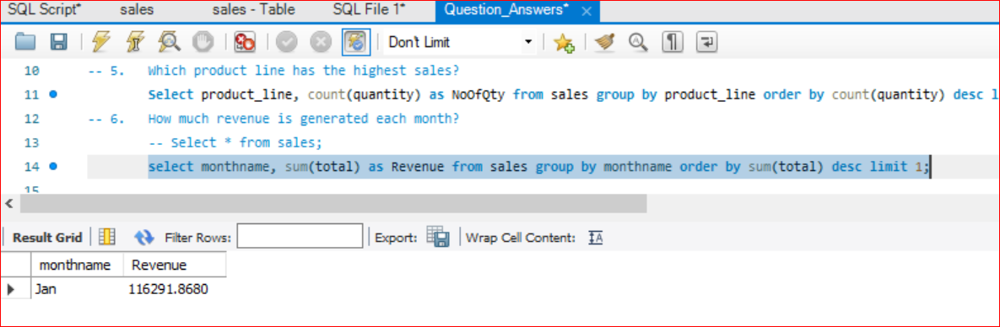 SQL Script* sales sales - Table SQL File 1* Question_Answers*
Don't Limit
10 -- 5. Which product line has the highest sales?
11 Select product_line, count(quantity) as NoOfQty from sales group by product_line order by count(quantity) desc l
12 -- 6. How much revenue is generated each month?
13 -- Select * from sales;
14 select monthname, sum(total) as Revenue from sales group by monthname order by sum(total) desc limit 1;
15
Result Grid Filter Rows: Export: Wrap Cell Content:
monthname Revenue
Jan 116291.8680